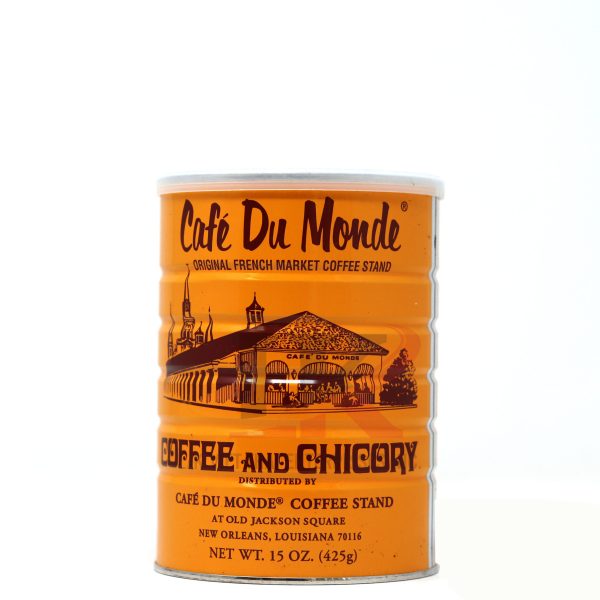 Café Du Monde®
ORIGINAL FRENCH MARKET COFFEE STAND
CAFE DU MONDE
COFFEE AND CHICORY
DISTRIBUTED BY
CAFÉ DU MONDE® COFFEE STAND
AT OLD JACKSON SQUARE
NEW ORLEANS, LOUISIANA 70116
NET WT. 15 OZ. (425g)